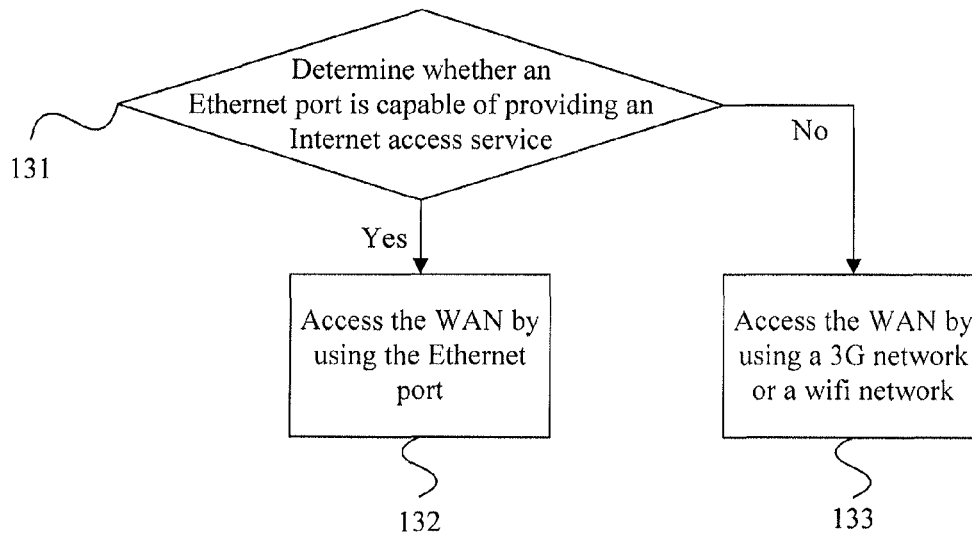 Determine whether an
Ethernet port is capable of providing an
Internet access service
131
No
Yes
Access the WAN by
using the Ethernet
port
Access the WAN by
using a 3G network
or a wifi network
132
133